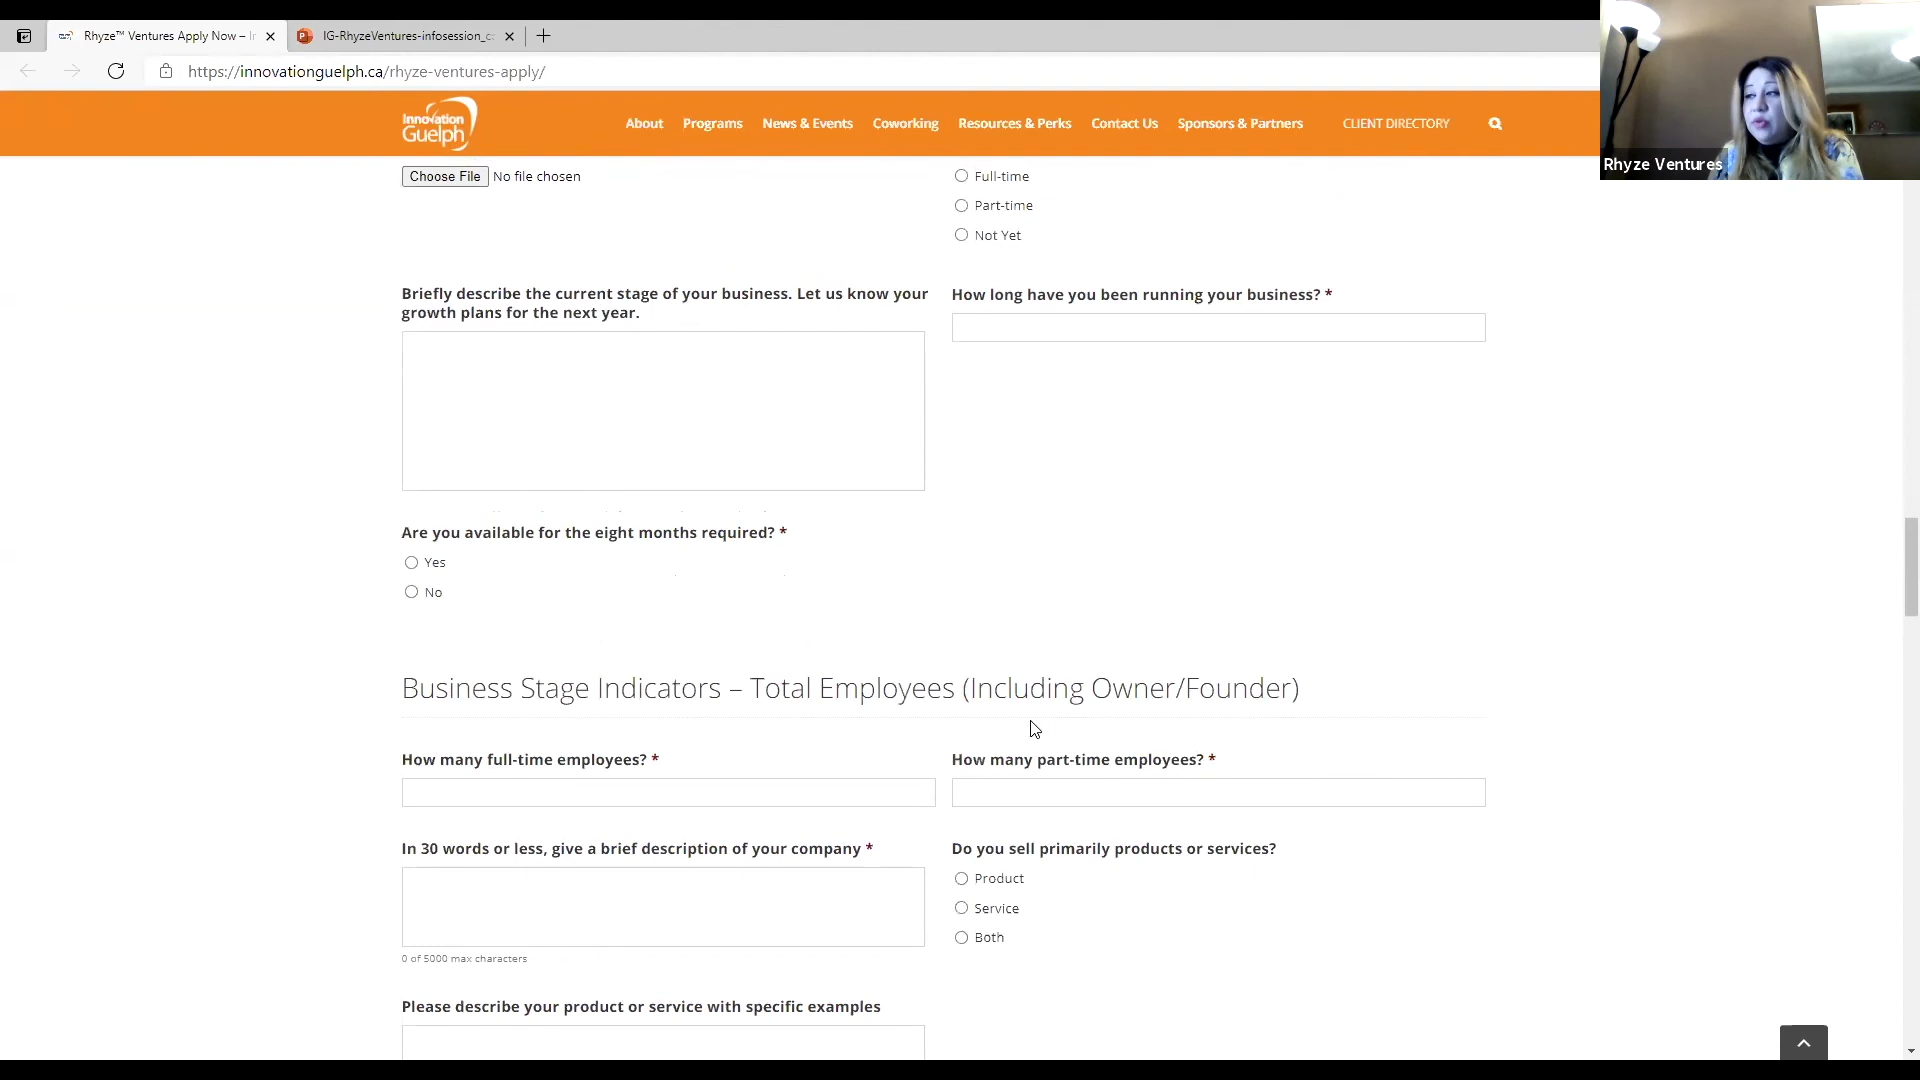 Rhyze™ Ventures Apply Now – I
IG-RhyzeVentures-infosession_c
https://innovationguelph.ca/rhyze-ventures-apply/
Innovation
Guelph
About
Programs
News & Events
Coworking
Resources & Perks
Contact Us
Sponsors & Partners
CLIENT DIRECTORY
Rhyze Ventures
Choose File No file chosen
Full-time
Part-time
Not Yet
Briefly describe the current stage of your business. Let us know your
growth plans for the next year.
How long have you been running your business? *
Are you available for the eight months required? *
Yes
No
Business Stage Indicators – Total Employees (Including Owner/Founder)
How many full-time employees? *
How many part-time employees? *
In 30 words or less, give a brief description of your company *
0 of 5000 max characters
Do you sell primarily products or services?
Product
Service
Both
Please describe your product or service with specific examples